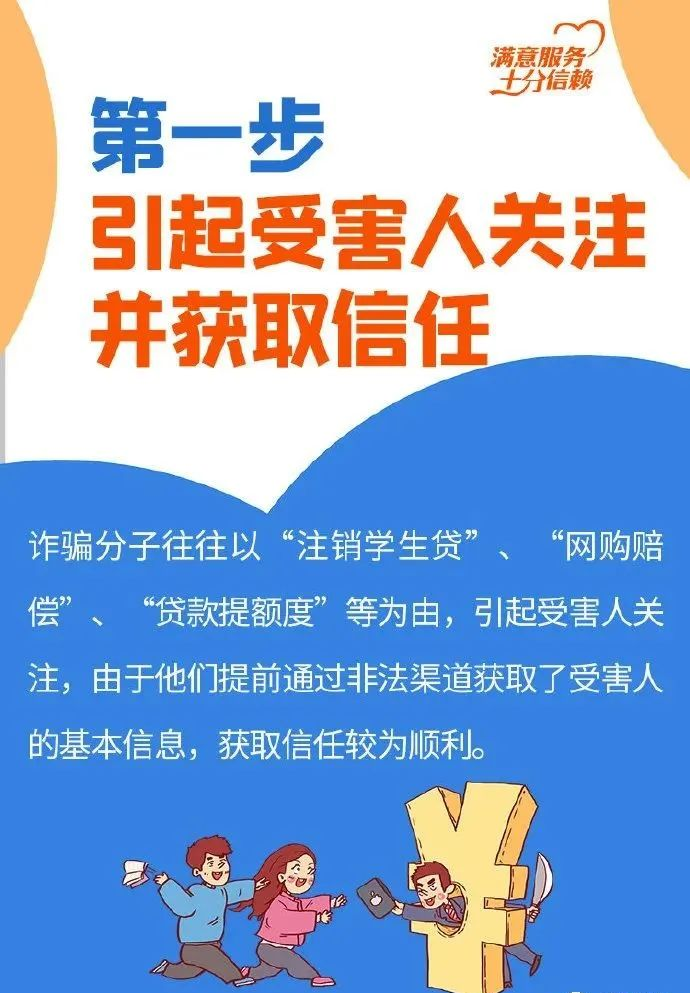 满意服务
十分信赖
第一步
引起受害人关注
并获取信任
诈骗分子往往以“注销学生贷”、“网购赔
偿”、“贷款提额度”等为由，引起受害人关
注，由于他们提前通过非法渠道获取了受害人
的基本信息，获取信任较为顺利。